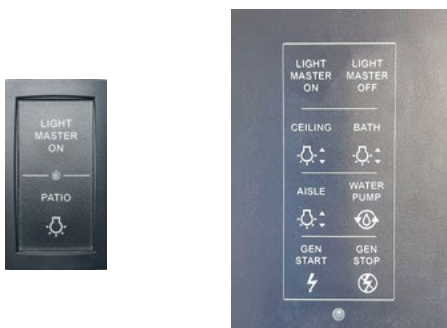 LIGHT
MASTER
ON
PATIO
LIGHT
MASTER
ON
LIGHT
MASTER
OFF
CEILING
BATH
AISLE
WATER
PUMP
GEN
START
GEN
STOP